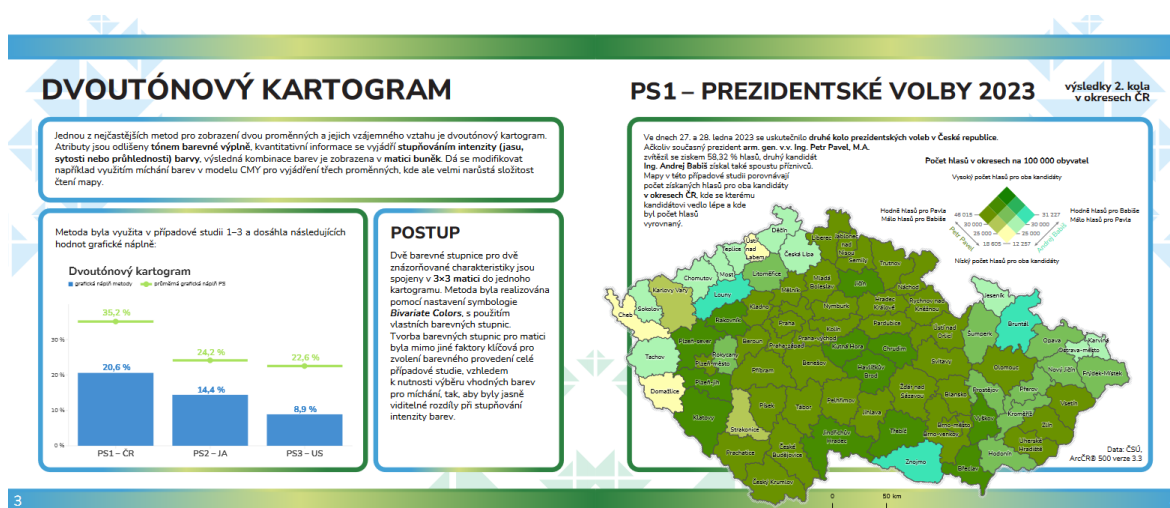 DVOUTÓNOVÝ KARTOGRAM
Jednou z nejčastějších metod pro zobrazení dvou proměnných a jejich vzájemného vztahu je dvoutónový kartogram.
Atributy jsou odlišeny tónem barevné výplně, kvantitativní informace se vyjádří stupňováním intenzity (jasu,
sytosti nebo průhlednosti) barvy, výsledná kombinace barev je zobrazena v matici buněk. Dá se modifikovat
například využitím míchání barev v modelu CMY pro vyjádření třech proměnných, kde ale velmi narůstá složitost
čtení mapy.
Metoda byla využita v případové studii 1–3 a dosáhla následujících
hodnot grafické náplně:
Dvoutónový kartogram
grafická náplň metody
průměrná grafická náplň PS
35,2 %
30 %
24,2 %
22,6 %
20,6 %
20 %
14,4 %
10 %
8,9 %
0 %
PS1 – ČR
PS2 – JA
PS3 – US
POSTUP
Dvě barevné stupnice pro dvě
znázorňované charakteristiky jsou
spojeny v 3×3 matici do jednoho
kartogramu. Metoda byla realizována
pomocí nastavení symbologie
Bivariate Colors, s použitím
vlastních barevných stupnic.
Tvorba barevných stupnic pro matici
byla mimo jiné faktory klíčová pro
zvolení barevného provedení celé
případové studie, vzhledem
k nutnosti výběru vhodných barev
pro míchání, tak, aby byly jasně
viditelné rozdíly při stupňování
intenzity barev.
3
PS1 – PREZIDENTSKÉ VOLBY 2023
výsledky 2. kola
v okresech ČR
Ve dnech 27. a 28. ledna 2023 se uskutečnilo druhé kolo prezidentských voleb v České republice.
Ačkoliv současný prezident arm. gen. v.v. Ing. Petr Pavel, M.A.
zvítězil se ziskem 58,32 % hlasů, druhý kandidát
Ing. Andrej Babiš získal také spoustu příznivců.
Mapy v této případové studii porovnávají
počet získaných hlasů pro oba kandidáty
v okresech ČR, kde se kterému
kandidátovi vedlo lépe a kde
byl počet hlasů
vyrovnaný.
Počet hlasů v okresech na 100 000 obyvatel
Vysoký počet hlasů pro oba kandidáty
Hodně hlasů pro Pavla
Málo hlasů pro Babiše
46 015
31 227
Hodně hlasů pro Babiše
Málo hlasů pro Pavla
30 000
30 000
25 000
25 000
18 605
12 257
Petr Pavel
Andrej Babiš
Nízký počet hlasů pro oba kandidáty
Děčín
Ústí
nad
Labem
Teplice
Česká Lípa
Liberec
Jablonec
nad
Nisou
Semily
Trutnov
Most
Chomutov
Litoměřice
Karlovy Vary
Sokolov
Cheb
Louny
Mělník
Mladá
Boleslav
Jičín
Náchod
Jeseník
Rakovník
Kladno
Nymburk
Hradec
Králové
Rychnov nad
Kněžnou
Praha
Praha-východ
Praha-západ
Kolín
Pardubice
Ústí nad
Orlicí
Šumperk
Bruntál
Opava
Karviná
Ostrava-město
Tachov
Plzeň-sever
Rokycany
Plzeň-město
Beroun
Kutná Hora
Chrudim
Svitavy
Olomouc
Nový Jičín
Frýdek-Místek
Domažlice
Plzeň-jih
Příbram
Benešov
Havlíčkův
Brod
Žďár nad
Sázavou
Blansko
Prostějov
Přerov
Vsetín
Klatovy
Písek
Tábor
Pelhřimov
Jihlava
Brno-město
Brno-venkov
Vyškov
Kroměříž
Zlín
Strakonice
Jindřichův
Hradec
Třebíč
Uherské
Hradiště
Prachatice
České
Budějovice
Znojmo
Břeclav
Hodonín
Český Krumlov
Data: ČSÚ,
ArcČR® 500 verze 3.3
0
50 km